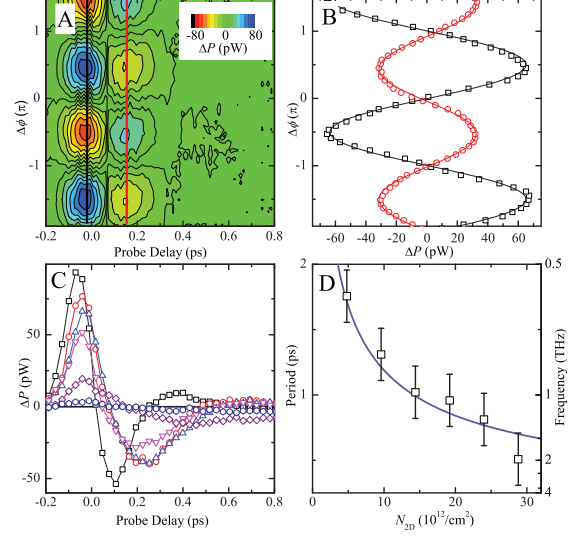 A
-80 0 80
ΔP (pW)
1
0
-1
Δϕ (π)
-0.2 0.0 0.2 0.4 0.6 0.8
Probe Delay (ps)
B
1
0
-1
Δϕ (π)
-60 -40 -20 0 20 40 60
ΔP (pW)
C
50
0
-50
ΔP (pW)
-0.2 0.0 0.2 0.4 0.6 0.8
Probe Delay (ps)
D
2
1
Period (ps)
0.5
1
2
4
Frequency (THz)
0 10 20 30
N2D (10^12/cm^2)